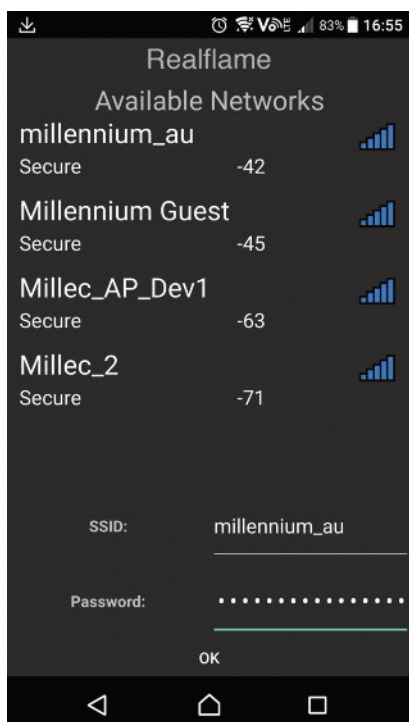 83% 16:55
Realflame
Available Networks
millennium_au
Secure -42
Millennium Guest
Secure -45
Millec_AP_Dev1
Secure -63
Millec_2
Secure -71
SSID: millennium_au
Password: ••••••••••••••••
OK